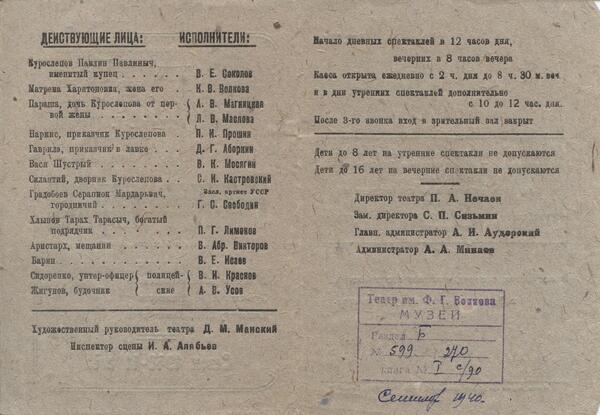 ДЕЙСТВУЮЩИЕ ЛИЦА: ИСПОЛНИТЕЛИ:
Курослепов Павлин Павлиныч,
именитый купец . . . . . . В. Е. Соколов
Матрена Харитоновна, жена его . К. В. Волкова
Параша, дочь Курослепова от пер- { А. В. Магницкая
вой жены . . . . . . . . Л. В. Маслова
Наркис, приказчик Курослепова . П. К. Прошин
Гаврило, приказчик в лавке . . Д. Г. Аборкин
Вася Шустрый . . . . . . . В. К. Мосягин
Силантий, дворник Курослепова . С. И. Кастровский
Градобоев Серапион Мардарьич, Засл. артист УССР
городничий . . . . . . . . Г. С. Свободин
Хлынов Тарах Тарасыч, богатый
подрядчик . . . . . . . . П. Г. Лимонов
Аристарх, мещанин . . . . . В. Абр. Викторов
Барин . . . . . . . . . . В. Е. Исаев
Сидоренко, унтер-офицер { полицей- { В. И. Краснов
Жигунов, будочник { ские { А. В. Усов
Художественный руководитель театра Д. М. Манский
Инспектор сцены И. А. Алябьев
Начало дневных спектаклей в 12 часов дня,
вечерних в 8 часов вечера
Касса открыта ежедневно с 2 ч. дня до 8 ч. 30 м. веч
и в дни утренних спектаклей дополнительно
с 10 до 12 час. дня.
После 3-го звонка вход в зрительный зал закрыт
Дети до 8 лет на утренние спектакли не допускаются
Дети до 16 лет на вечерние спектакли не допускаются
Директор театра П. А. Нечаев
Зам. директора С. П. Сизьмин
Главн. администратор А. И. Аудерский
Администратор А. А. Минаев
Театр им. Ф. Г. Волкова
МУЗЕЙ
Раздел Б
№ 599 270
книга № I с/90
1940.